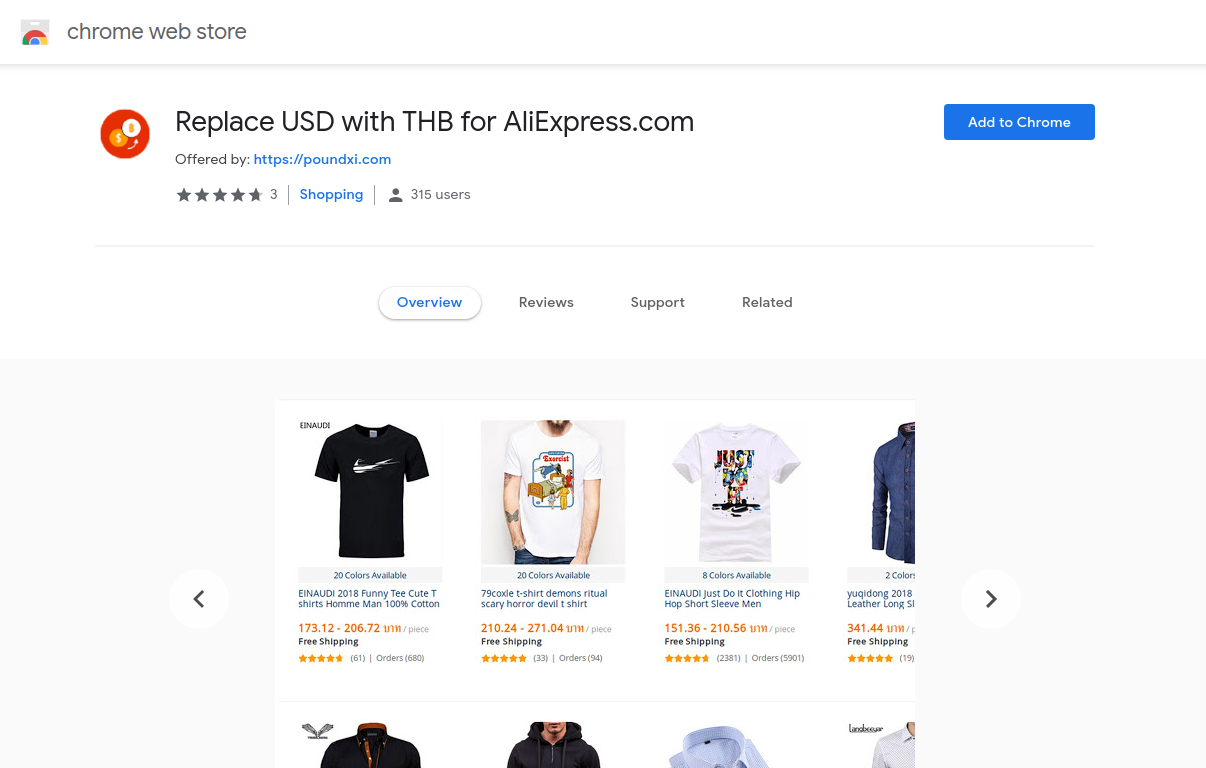 chrome web store
Replace USD with THB for AliExpress.com
Add to Chrome
Offered by: https://poundxi.com
3
Shopping
315 users
Overview
Reviews
Support
Related
EINAUDI
Exorcist
JUST DO IT
20 Colors Available
20 Colors Available
8 Colors Available
2 Colors
EINAUDI 2018 Funny Tee Cute T
shirts Homme Man 100% Cotton
79coxie t-shirt demons ritual
scary horror devil t shirt
EINAUDI Just Do It Clothing Hip
Hop Short Sleeve Men
yuqidong 2018
Leather Long Sl
173.12 - 206.72 บาท / piece
210.24 - 271.04 บาท / piece
151.36 - 210.56 บาท / piece
341.44 บาท / p
Free Shipping
Free Shipping
Free Shipping
Free Shipping
(61) | Orders (680)
(33) | Orders (94)
(2381) | Orders (5901)
(19)
Langmeeyar